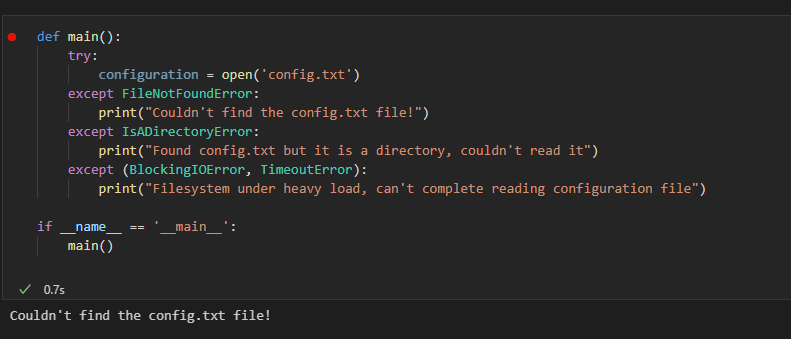 def main():
    try:
        configuration = open('config.txt')
    except FileNotFoundError:
        print("Couldn't find the config.txt file!")
    except IsADirectoryError:
        print("Found config.txt but it is a directory, couldn't read it")
    except (BlockingIOError, TimeoutError):
        print("Filesystem under heavy load, can't complete reading configuration file")
if __name__ == '__main__':
    main()
0.7s
Couldn't find the config.txt file!